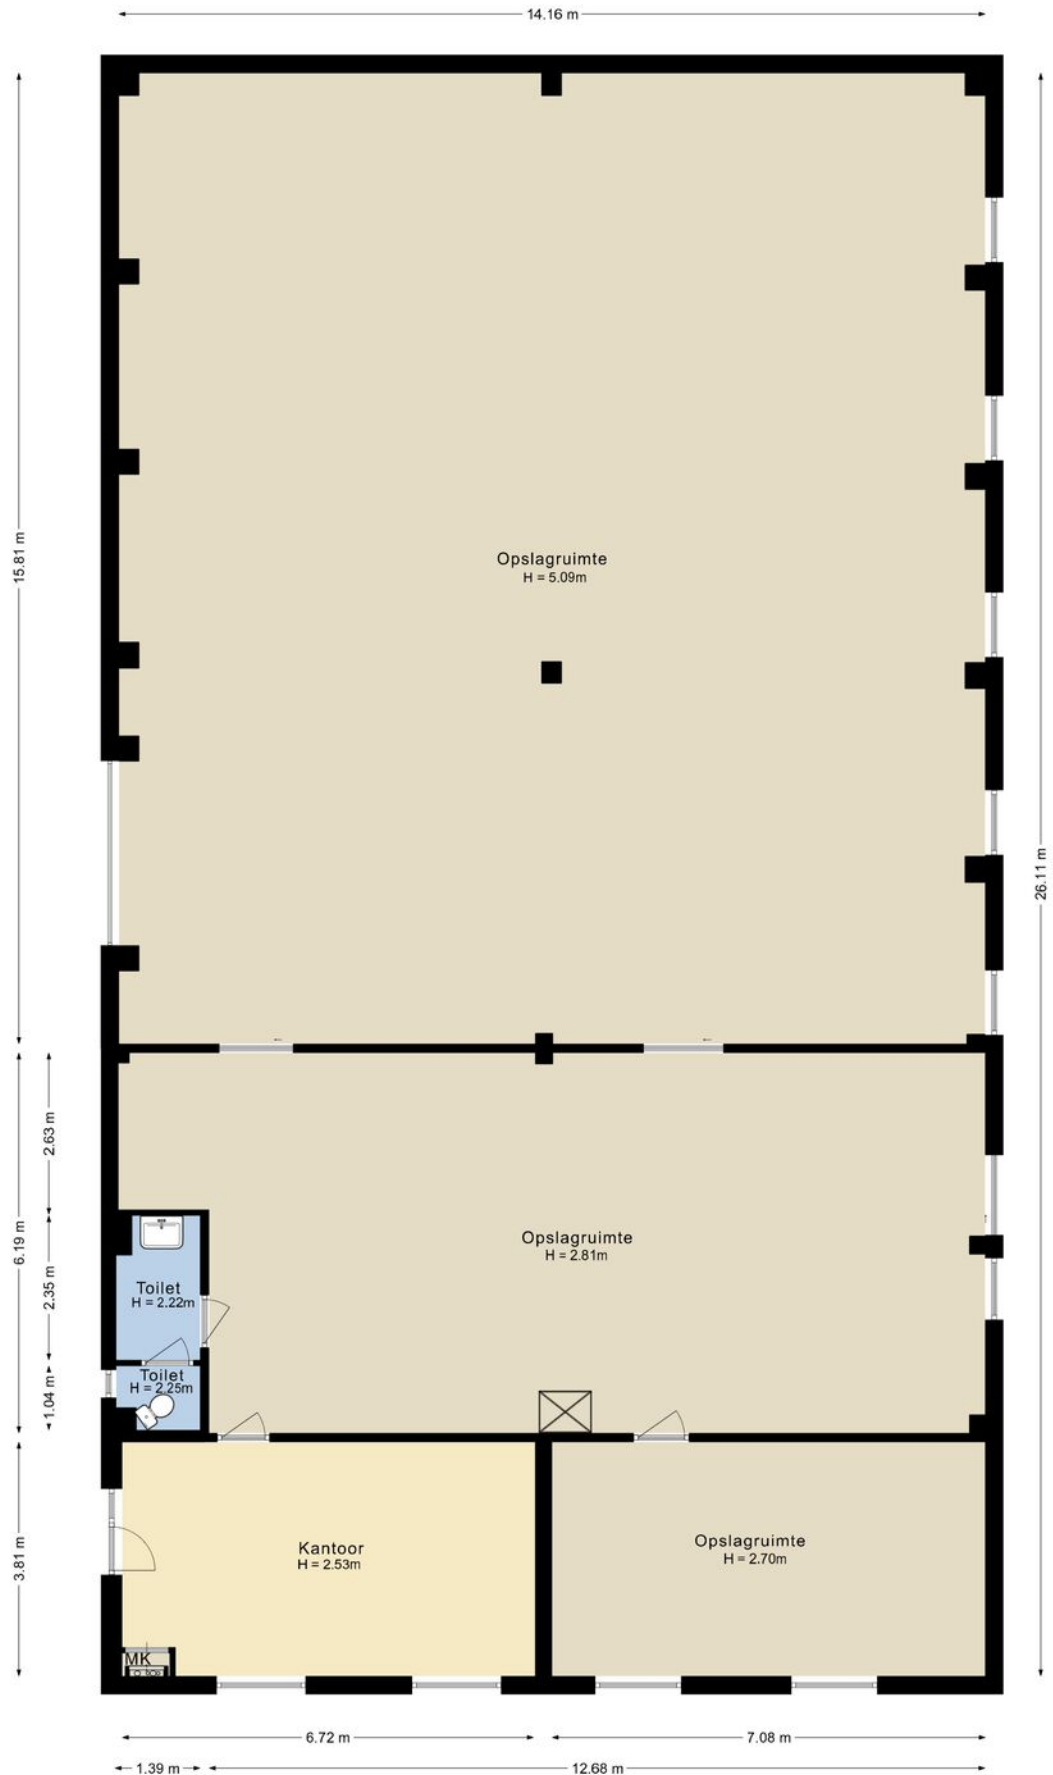 14.16 m
15.81 m
26.11 m
Opslagruimte
H = 5.09m
2.63 m
6.19 m
2.35 m
1.04 m
Opslagruimte
H = 2.81m
Toilet
H = 2.22m
Toilet
H = 2.25m
3.81 m
Kantoor
H = 2.53m
Opslagruimte
H = 2.70m
MK
6.72 m
7.08 m
1.39 m
12.68 m